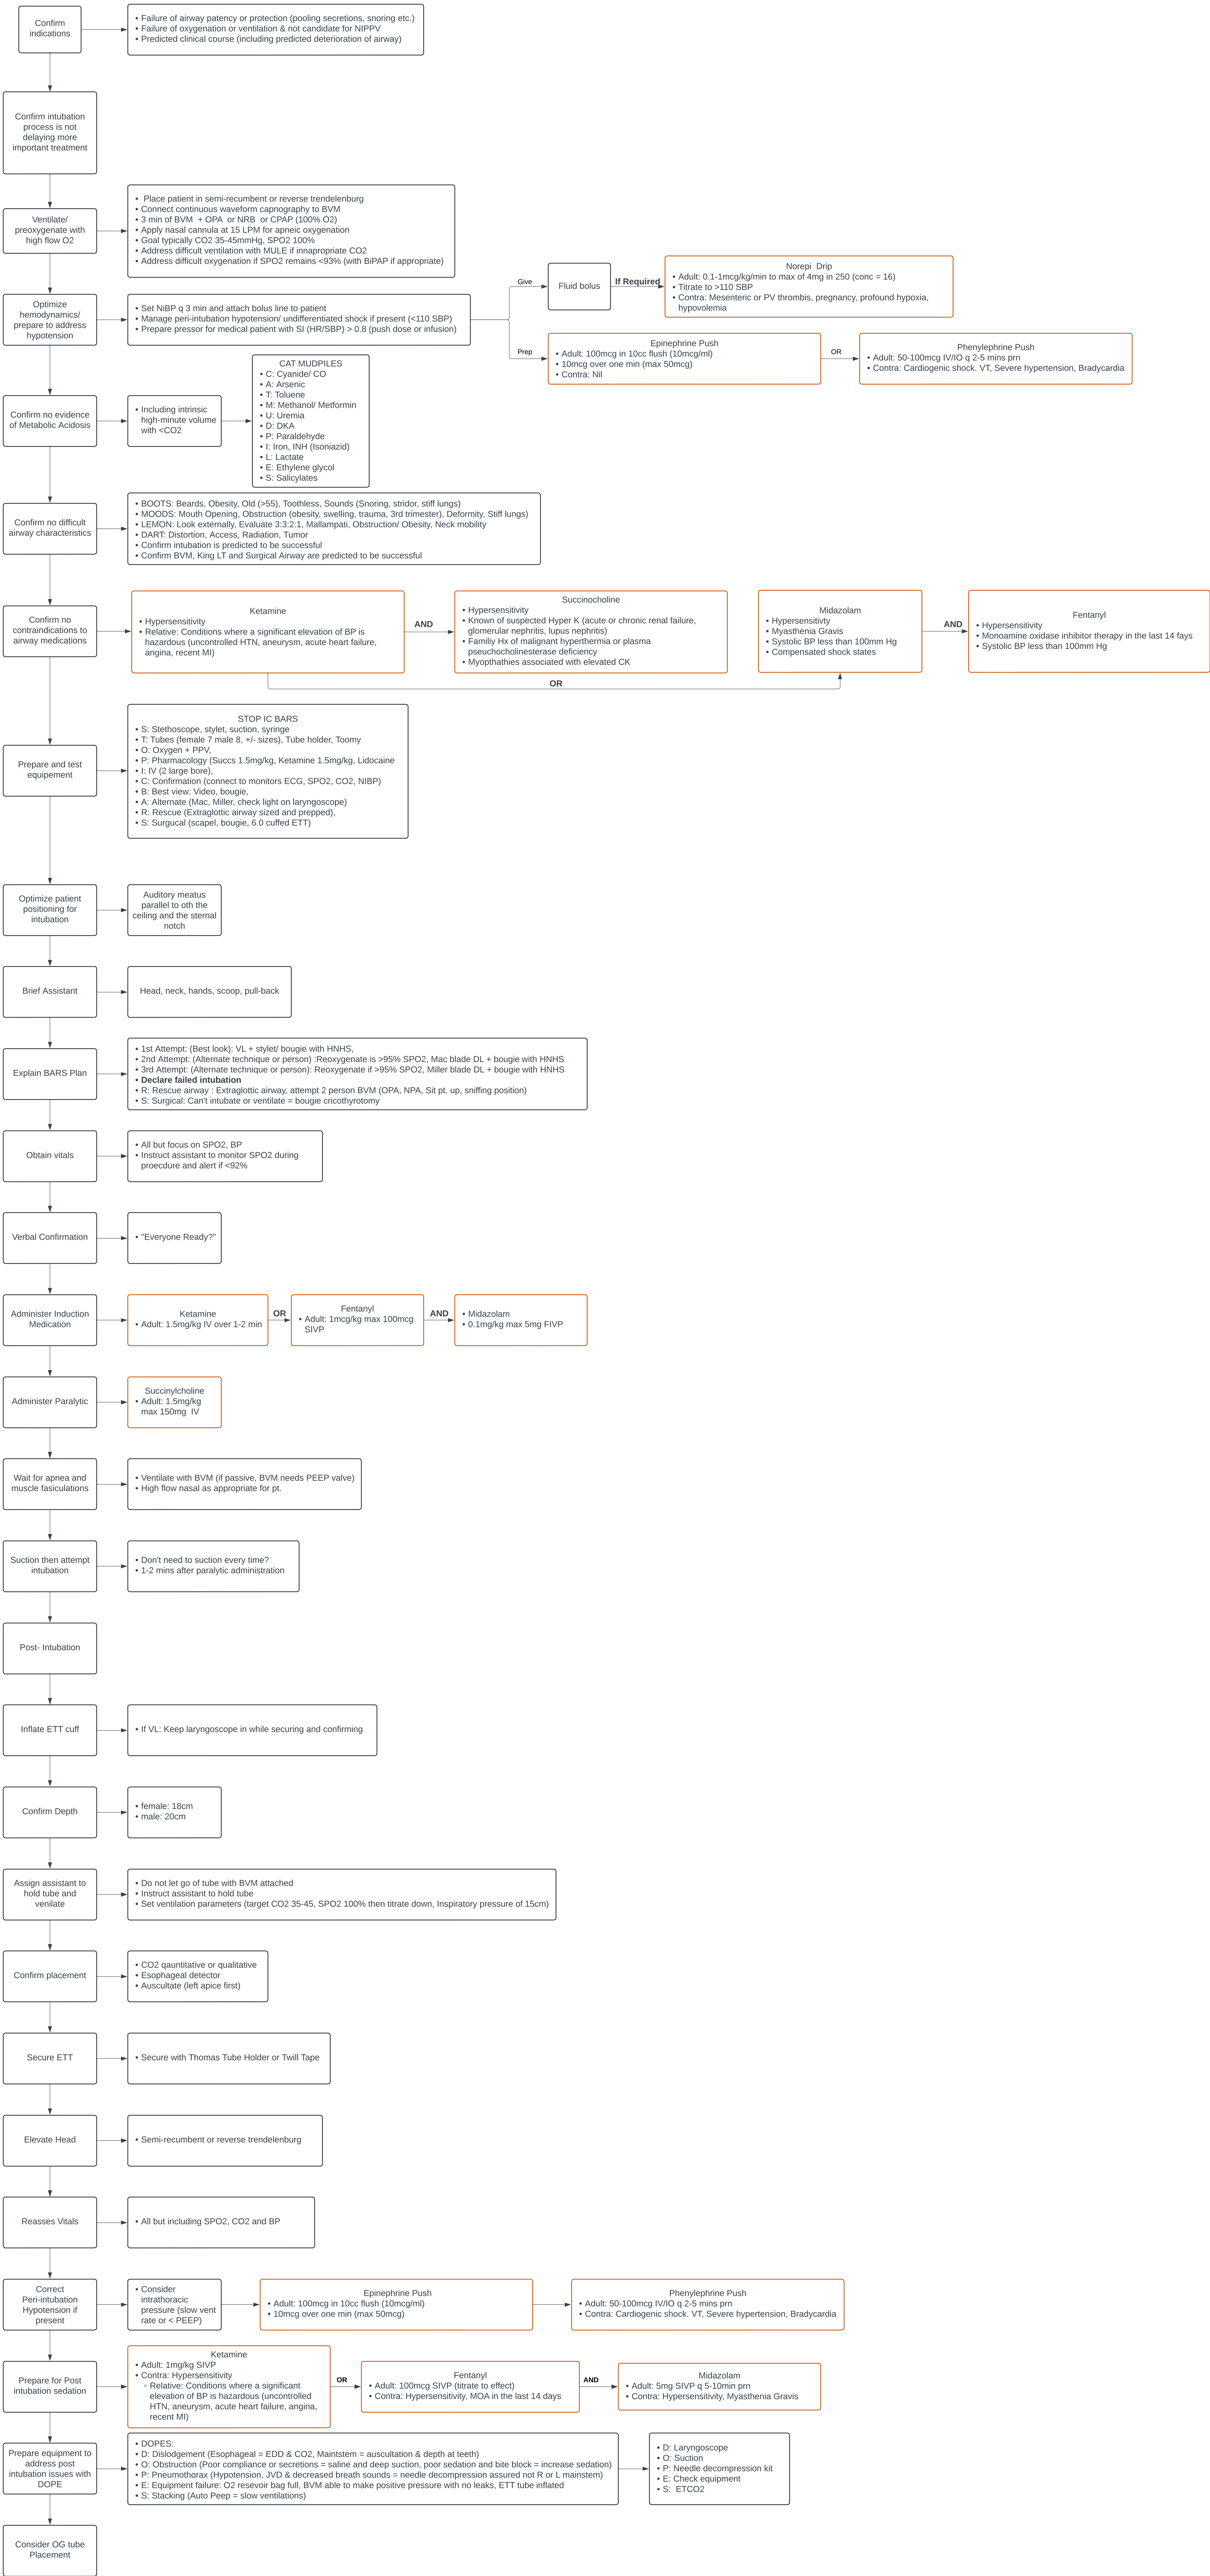 Confirm
indications
• Failure of airway patency or protection (pooling secretions, snoring etc.)
• Failure of oxygenation or ventilation & not candidate for NIPPV
• Predicted clinical course (including predicted deterioration of airway)
Confirm intubation
process is not
delaying more
important treatment
Ventilate/
preoxygenate with
high flow O2
• Place patient in semi-recumbent or reverse trendelenburg
• Connect continuous waveform capnography to BVM
• 3 min of BVM + OPA or NRB or CPAP (100% O2)
• Apply nasal cannula at 15 LPM for apneic oxygenation
• Goal typically CO2 35-45mmHg, SPO2 100%
• Address difficult ventilation with MULE if innapropriate CO2
• Address difficult oxygenation if SPO2 remains <93% (with BiPAP if appropriate)
Optimize
hemodynamics/
prepare to address
hypotension
• Set NiBP q 3 min and attach bolus line to patient
• Manage peri-intubation hypotension/ undifferentiated shock if present (<110 SBP)
• Prepare pressor for medical patient with SI (HR/SBP) > 0.8 (push dose or infusion)
Give
Fluid bolus
If Required
Norepi Drip
• Adult: 0.1-1mcg/kg/min to max of 4mg in 250 (conc = 16)
• Titrate to >110 SBP
• Contra: Mesenteric or PV thrombis, pregnancy, profound hypoxia,
hypovolemia
Prep
Epinephrine Push
• Adult: 100mcg in 10cc flush (10mcg/ml)
• 10mcg over one min (max 50mcg)
• Contra: Nil
OR
Phenylephrine Push
• Adult: 50-100mcg IV/IO q 2-5 mins prn
• Contra: Cardiogenic shock. VT, Severe hypertension, Bradycardia
Confirm no evidence
of Metabolic Acidosis
• Including intrinsic
high-minute volume
with <CO2
CAT MUDPILES
• C: Cyanide/ CO
• A: Arsenic
• T: Toluene
• M: Methanol/ Metformin
• U: Uremia
• D: DKA
• P: Paraldehyde
• I: Iron, INH (Isoniazid)
• L: Lactate
• E: Ethylene glycol
• S: Salicylates
Confirm no difficult
airway characteristics
• BOOTS: Beards, Obesity, Old (>55), Toothless, Sounds (Snoring, stridor, stiff lungs)
• MOODS: Mouth Opening, Obstruction (obesity, swelling, trauma, 3rd trimester), Deformity, Stiff lungs)
• LEMON: Look externally, Evaluate 3:3:2:1, Mallampati, Obstruction/ Obesity, Neck mobility
• DART: Distortion, Access, Radiation, Tumor
• Confirm intubation is predicted to be successful
• Confirm BVM, King LT and Surgical Airway are predicted to be successful
Confirm no
contraindications to
airway medications
Ketamine
• Hypersensitivity
• Relative: Conditions where a significant elevation of BP is
hazardous (uncontrolled HTN, aneurysm, acute heart failure,
angina, recent MI)
AND
Succinocholine
• Hypersensitivity
• Known of suspected Hyper K (acute or chronic renal failure,
glomerular nephritis, lupus nephritis)
• Familiy Hx of malignant hyperthermia or plasma
pseuchocholinesterase deficiency
• Myopthathies associated with elevated CK
OR
Midazolam
• Hypersensitivty
• Myasthenia Gravis
• Systolic BP less than 100mm Hg
• Compensated shock states
AND
Fentanyl
• Hypersensitivity
• Monoamine oxidase inhibitor therapy in the last 14 fays
• Systolic BP less than 100mm Hg
Prepare and test
equipement
STOP IC BARS
• S: Stethoscope, stylet, suction, syringe
• T: Tubes (female 7 male 8, +/- sizes), Tube holder, Toomy
• O: Oxygen + PPV,
• P: Pharmacology (Succs 1.5mg/kg, Ketamine 1.5mg/kg, Lidocaine
• I: IV (2 large bore),
• C: Confirmation (connect to monitors ECG, SPO2, CO2, NIBP)
• B: Best view: Video, bougie,
• A: Alternate (Mac, Miller, check light on laryngoscope)
• R: Rescue (Extraglottic airway sized and prepped),
• S: Surgucal (scapel, bougie, 6.0 cuffed ETT)
Optimize patient
positioning for
intubation
Auditory meatus
parallel to oth the
ceiling and the sternal
notch
Brief Assistant
Head, neck, hands, scoop, pull-back
Explain BARS Plan
• 1st Attempt: (Best look): VL + stylet/ bougie with HNHS,
• 2nd Attempt: (Alternate technique or person) :Reoxygenate is >95% SPO2, Mac blade DL + bougie with HNHS
• 3rd Attempt: (Alternate technique or person): Reoxygenate if >95% SPO2, Miller blade DL + bougie with HNHS
• Declare failed intubation
• R: Rescue airway : Extraglottic airway, attempt 2 person BVM (OPA, NPA, Sit pt. up, sniffing position)
• S: Surgical: Can't intubate or ventilate = bougie cricothyrotomy
Obtain vitals
• All but focus on SPO2, BP
• Instruct assistant to monitor SPO2 during
proecdure and alert if <92%
Verbal Confirmation
• "Everyone Ready?"
Administer Induction
Medication
Ketamine
• Adult: 1.5mg/kg IV over 1-2 min
OR
Fentanyl
• Adult: 1mcg/kg max 100mcg
SIVP
AND
• Midazolam
• 0.1mg/kg max 5mg FIVP
Administer Paralytic
Succinylcholine
• Adult: 1.5mg/kg
max 150mg IV
Wait for apnea and
muscle fasiculations
• Ventilate with BVM (if passive, BVM needs PEEP valve)
• High flow nasal as appropriate for pt.
Suction then attempt
intubation
• Don't need to suction every time?
• 1-2 mins after paralytic administration
Post- Intubation
Inflate ETT cuff
• If VL: Keep laryngoscope in while securing and confirming
Confirm Depth
• female: 18cm
• male: 20cm
Assign assistant to
hold tube and
venilate
• Do not let go of tube with BVM attached
• Instruct assistant to hold tube
• Set ventilation parameters (target CO2 35-45, SPO2 100% then titrate down, Inspiratory pressure of 15cm)
Confirm placement
• CO2 qauntitative or qualitative
• Esophageal detector
• Auscultate (left apice first)
Secure ETT
• Secure with Thomas Tube Holder or Twill Tape
Elevate Head
• Semi-recumbent or reverse trendelenburg
Reasses Vitals
• All but including SPO2, CO2 and BP
Correct
Peri-intubation
Hypotension if
present
• Consider
intrathoracic
pressure (slow vent
rate or < PEEP)
Epinephrine Push
• Adult: 100mcg in 10cc flush (10mcg/ml)
• 10mcg over one min (max 50mcg)
Phenylephrine Push
• Adult: 50-100mcg IV/IO q 2-5 mins prn
• Contra: Cardiogenic shock. VT, Severe hypertension, Bradycardia
Prepare for Post
intubation sedation
Ketamine
• Adult: 1mg/kg SIVP
• Contra: Hypersensitivity
◦ Relative: Conditions where a significant
elevation of BP is hazardous (uncontrolled
HTN, aneurysm, acute heart failure, angina,
recent MI)
OR
Fentanyl
• Adult: 100mcg SIVP (titrate to effect)
• Contra: Hypersensitivity, MOA in the last 14 days
AND
Midazolam
• Adult: 5mg SIVP q 5-10min prn
• Contra: Hypersensitivity, Myasthenia Gravis
Prepare equipment to
address post
intubation issues with
DOPE
• DOPES:
• D: Dislodgement (Esophageal = EDD & CO2, Maintstem = auscultation & depth at teeth)
• O: Obstruction (Poor compliance or secretions = saline and deep suction, poor sedation and bite block = increase sedation)
• P: Pneumothorax (Hypotension, JVD & decreased breath sounds = needle decompression assured not R or L mainstem)
• E: Equipment failure: O2 resevoir bag full, BVM able to make positive pressure with no leaks, ETT tube inflated
• S: Stacking (Auto Peep = slow ventilations)
• D: Laryngoscope
• O: Suction
• P: Needle decompression kit
• E: Check equipment
• S: ETCO2
Consider OG tube
Placement